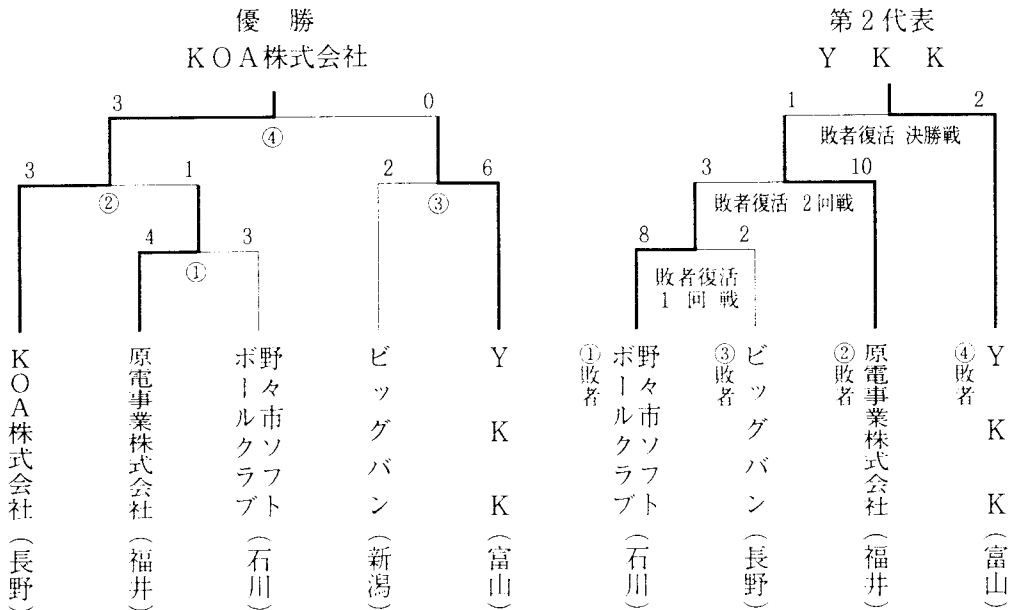 優勝
KOA株式会社
3
0
④
3
1
②
2
6
③
4
3
①
KOA株式会社（長野）
原電事業株式会社（福井）
野々市ソフト
ボールクラブ（石川）
ビッグバン（新潟）
YKK（富山）
第2代表
YKK
1
2
敗者復活 決勝戦
3
10
敗者復活 2回戦
8
2
敗者復活
1回戦
①敗者
野々市ソフト
ボールクラブ（石川）
③敗者
ビッグバン（長野）
②敗者
原電事業株式会社（福井）
④敗者
YKK（富山）